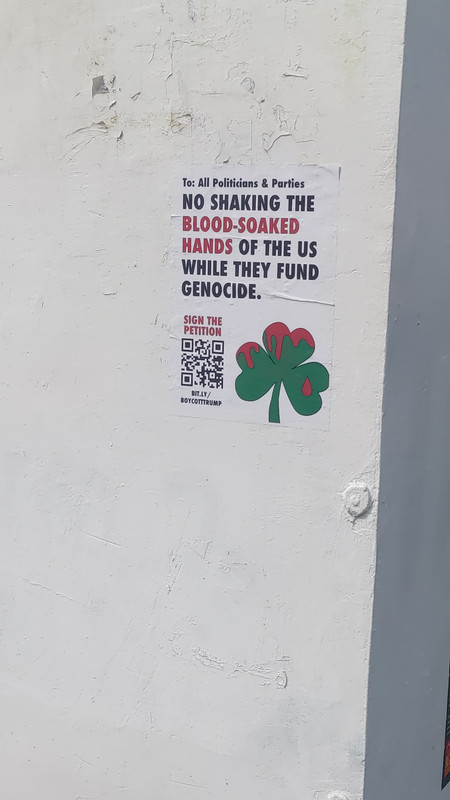 To: All Politicians & Parties
NO SHAKING THE
BLOOD-SOAKED
HANDS OF THE US
WHILE THEY FUND
GENOCIDE.
SIGN THE
PETITION
BIT.LY/
BOYCOTTTRUMP